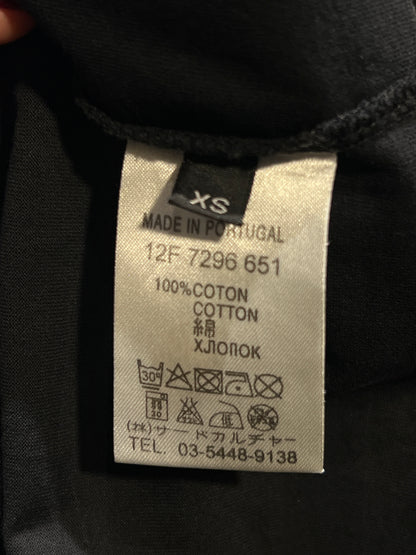 XS
MADE IN PORTUGAL
12F 7296 651
100%COTON
COTTON
綿
ХЛОПОК
30°
(株)サードカルチャー
TEL. 03-5448-9138